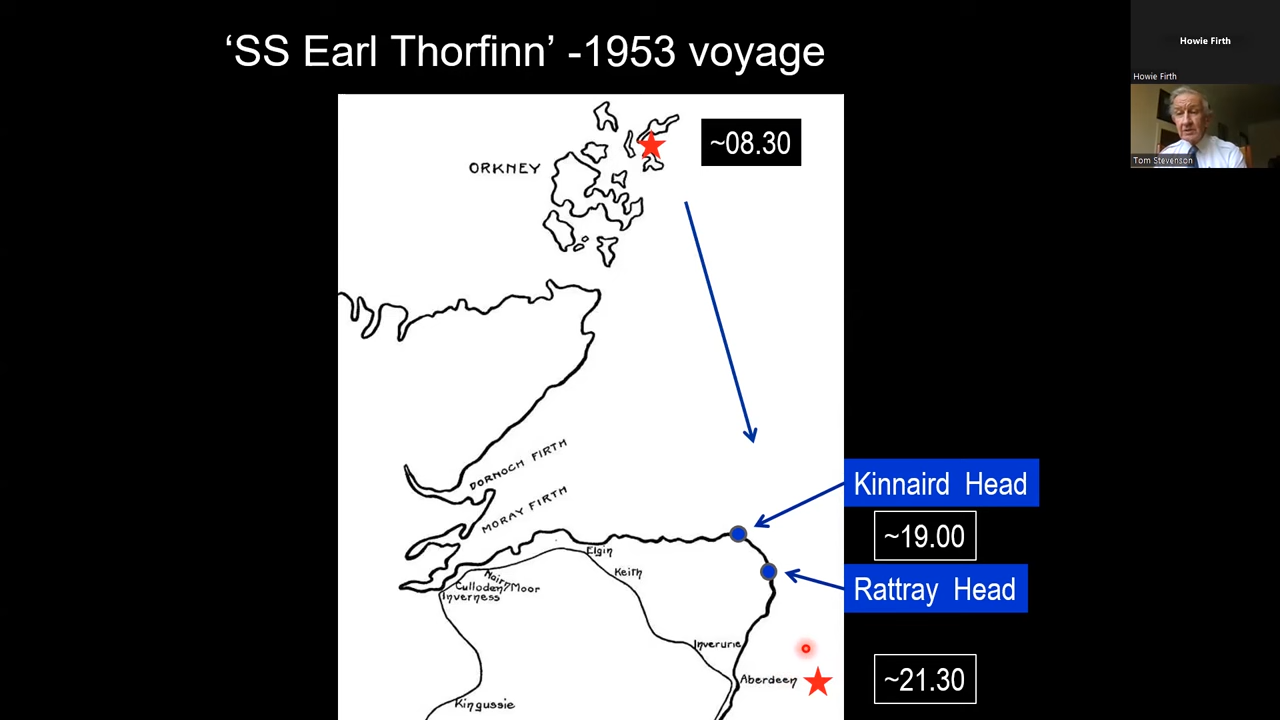 ‘SS Earl Thorfinn’ -1953 voyage
Howie Firth
Howie Firth
Tom Stevenson
~08.30
ORKNEY
DORNOCH FIRTH
MORAY FIRTH
Kinnaird Head
~19.00
Rattray Head
Elgin
Keith
Nairn
Culloden Moor
Inverness
Inverurie
Aberdeen
~21.30
Kingussie